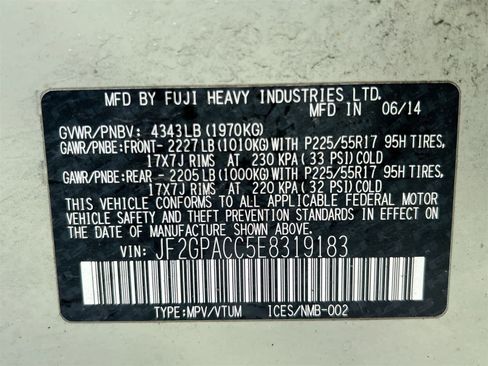 MFD BY FUJI HEAVY INDUSTRIES LTD.
MFD. IN 06/14
GVWR/PNBV: 4343LB (1970KG)
GAWR/PNBE:FRONT- 2227LB (1010KG)WITH P225/55R17 95H TIRES,
17X7J RIMS AT 230 KPA (33 PSI) COLD
GAWR/PNBE:REAR - 2205LB (1000KG)WITH P225/55R17 95H TIRES,
17X7J RIMS AT 220 KPA (32 PSI) COLD
THIS VEHICLE CONFORMS TO ALL APPLICABLE FEDERAL MOTOR
VEHICLE SAFETY AND THEFT PREVENTION STANDARDS IN EFFECT ON
THE DATE OF MANUFACTURE SHOWN ABOVE.
VIN: JF2GPACC5E8319183
TYPE:MPV/VTUM ICES/NMB-002